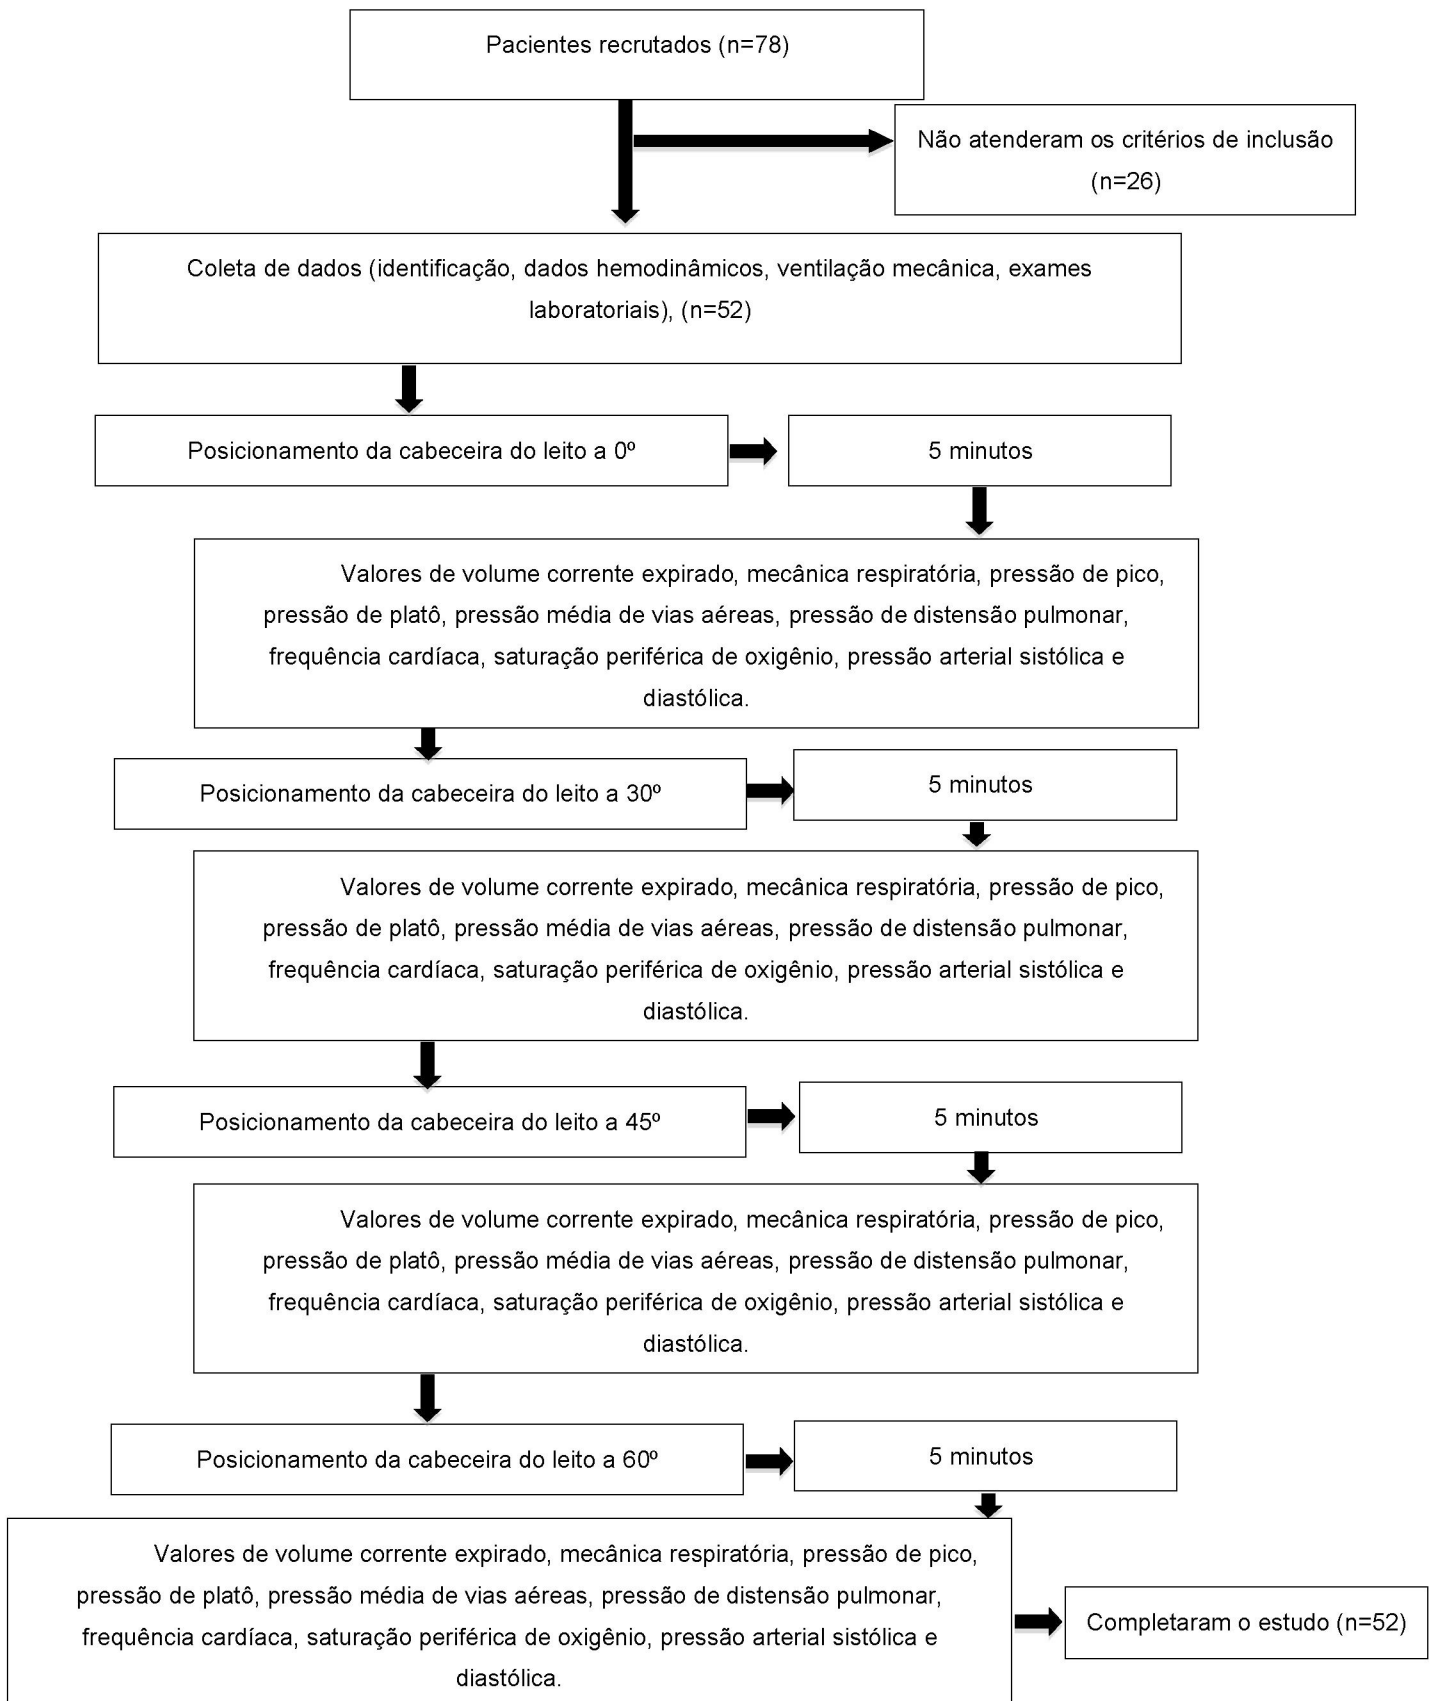 Pacientes recrutados (n=78)
Não atenderam os critérios de inclusão
(n=26)
Coleta de dados (identificação, dados hemodinâmicos, ventilação mecânica, exames
laboratoriais), (n=52)
Posicionamento da cabeceira do leito a 0º
5 minutos
Valores de volume corrente expirado, mecânica respiratória, pressão de pico,
pressão de platô, pressão média de vias aéreas, pressão de distensão pulmonar,
frequência cardíaca, saturação periférica de oxigênio, pressão arterial sistólica e
diastólica.
Posicionamento da cabeceira do leito a 30º
5 minutos
Valores de volume corrente expirado, mecânica respiratória, pressão de pico,
pressão de platô, pressão média de vias aéreas, pressão de distensão pulmonar,
frequência cardíaca, saturação periférica de oxigênio, pressão arterial sistólica e
diastólica.
Posicionamento da cabeceira do leito a 45º
5 minutos
Valores de volume corrente expirado, mecânica respiratória, pressão de pico,
pressão de platô, pressão média de vias aéreas, pressão de distensão pulmonar,
frequência cardíaca, saturação periférica de oxigênio, pressão arterial sistólica e
diastólica.
Posicionamento da cabeceira do leito a 60º
5 minutos
Valores de volume corrente expirado, mecânica respiratória, pressão de pico,
pressão de platô, pressão média de vias aéreas, pressão de distensão pulmonar,
frequência cardíaca, saturação periférica de oxigênio, pressão arterial sistólica e
diastólica.
Completaram o estudo (n=52)